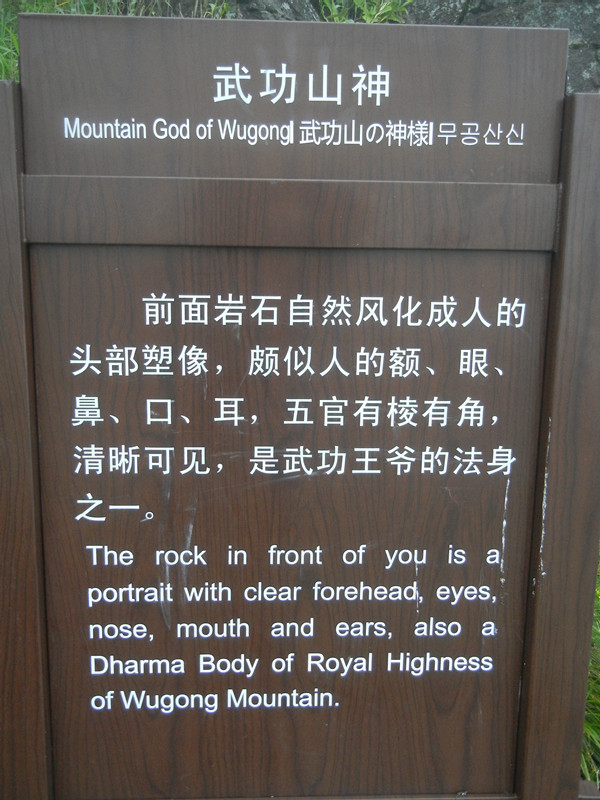 武功山神
Mountain God of Wugong| 武功山の神様| 무공산신
前面岩石自然风化成人的
头部塑像，颇似人的额、眼、
鼻、口、耳，五官有棱有角，
清晰可见，是武功王爷的法身
之一。
The rock in front of you is a
portrait with clear forehead, eyes,
nose, mouth and ears, also a
Dharma Body of Royal Highness
of Wugong Mountain.